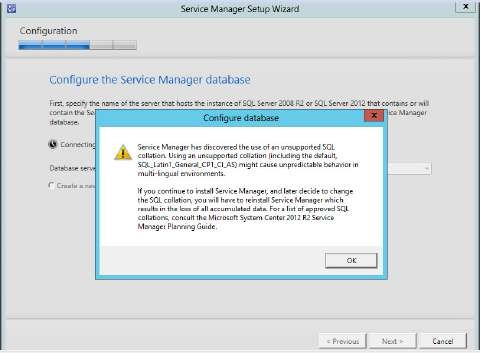 Service Manager Setup Wizard
x
Configuration
Configure the Service Manager database
First, specify the name of the server that hosts the instance of SQL Server 2008 R2 or SQL Server 2012 that contains or will
contain the Se
ce Manager
database.
Configure database
x
Connecting
Database serve
Create a new
Service Manager has discovered the use of an unsupported SQL
collation. Using an unsupported collation (including the default,
SQL_Latin1_General_CP1_CI_AS) might cause unpredictable behavior in
multi-lingual environments.
If you continue to install Service Manager, and later decide to change
the SQL collation, you will have to reinstall Service Manager which
results in the loss of all accumulated data. For a list of approved SQL
collations, consult the Microsoft System Center 2012 R2 Service
Manager Planning Guide.
OK
< Previous
Next >
Cancel